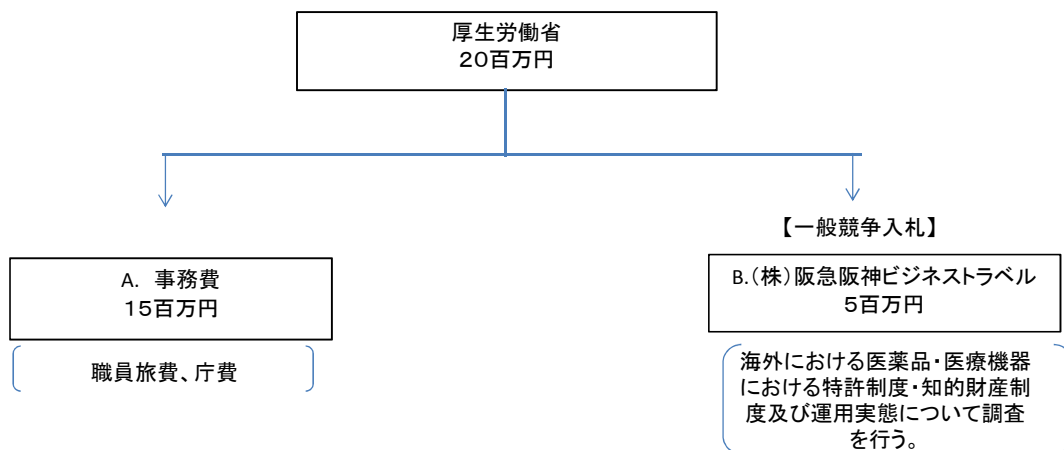 厚生労働省
20百万円
A. 事務費
15百万円
職員旅費、庁費
【一般競争入札】
B.(株)阪急阪神ビジネストラベル
5百万円
海外における医薬品・医療機器
における特許制度・知的財産制
度及び運用実態について調査
を行う。